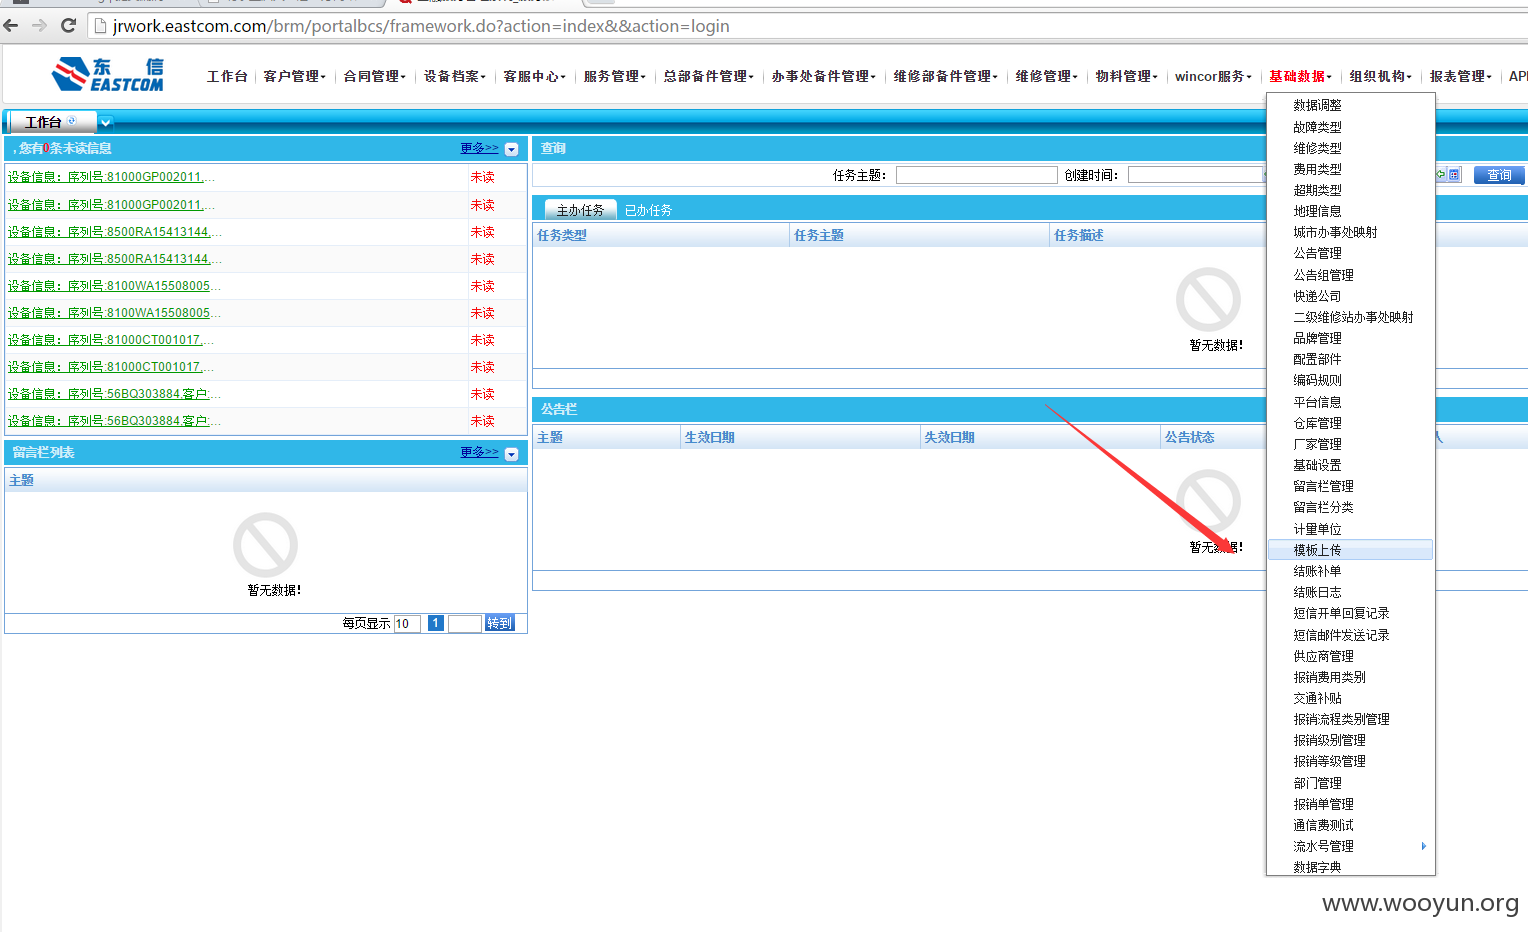 jrwork.eastcom.com/brm/portalbcs/framework.do?action=index&&action=login
东信
EASTCOM
工作台 客户管理 合同管理 设备档案 客服中心 服务管理 总部备件管理 办事处备件管理 维修部备件管理 维修管理 物料管理 wincor服务 基础数据 组织机构 报表管理 API
工作台
,您有0条未读信息 更多>>
设备信息：序列号:81000GP002011,... 未读
设备信息：序列号:81000GP002011,... 未读
设备信息：序列号:8500RA15413144,... 未读
设备信息：序列号:8500RA15413144,... 未读
设备信息：序列号:8100WA15508005... 未读
设备信息：序列号:8100WA15508005... 未读
设备信息：序列号:81000CT001017,... 未读
设备信息：序列号:81000CT001017,... 未读
设备信息：序列号:56BQ303884,客户:... 未读
设备信息：序列号:56BQ303884,客户:... 未读
留言栏列表 更多>>
主题
暂无数据!
每页显示 10 1 转到
查询
任务主题： 创建时间： 查询
主办任务 已办任务
任务类型 任务主题 任务描述
暂无数据!
公告栏
主题 生效日期 失效日期 公告状态 人
暂无数据!
数据调整
故障类型
维修类型
费用类型
超期类型
地理信息
城市办事处映射
公告管理
公告组管理
快递公司
二级维修站办事处映射
品牌管理
配置部件
编码规则
平台信息
仓库管理
厂家管理
基础设置
留言栏管理
留言栏分类
计量单位
模板上传
结账补单
结账日志
短信开单回复记录
短信邮件发送记录
供应商管理
报销费用类别
交通补贴
报销流程类别管理
报销级别管理
报销等级管理
部门管理
报销单管理
通信费测试
流水号管理
数据字典
www.wooyun.org